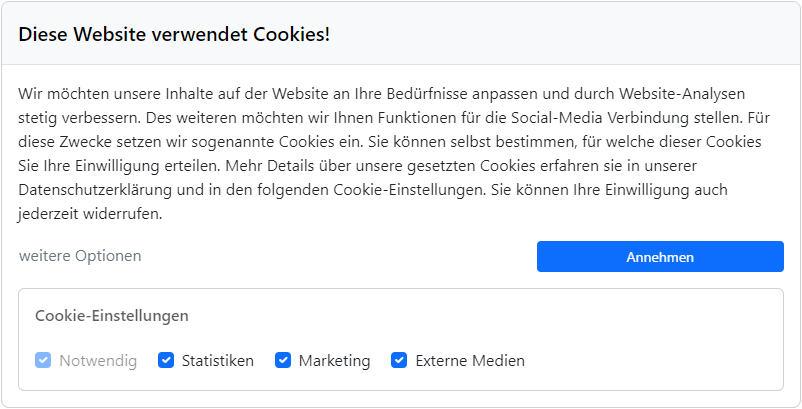 Diese Website verwendet Cookies!
Wir möchten unsere Inhalte auf der Website an Ihre Bedürfnisse anpassen und durch Website-Analysen
stetig verbessern. Des weiteren möchten wir Ihnen Funktionen für die Social-Media Verbindung stellen. Für
diese Zwecke setzen wir sogenannte Cookies ein. Sie können selbst bestimmen, für welche dieser Cookies
Sie Ihre Einwilligung erteilen. Mehr Details über unsere gesetzten Cookies erfahren sie in unserer
Datenschutzerklärung und in den folgenden Cookie-Einstellungen. Sie können Ihre Einwilligung auch
jederzeit widerrufen.
weitere Optionen Annehmen
Cookie-Einstellungen
Notwendig Statistiken Marketing Externe Medien